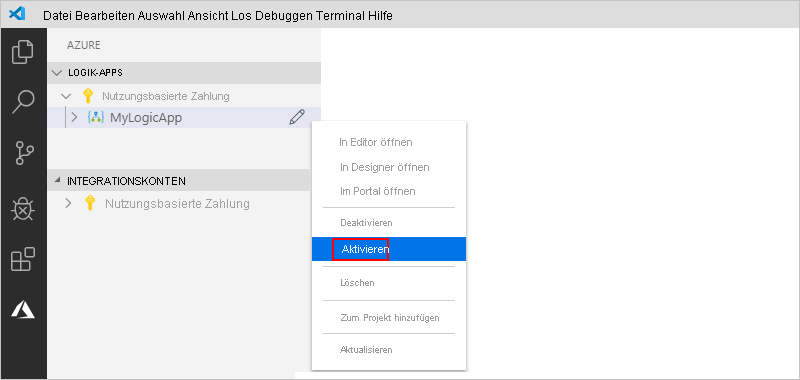 Datei Bearbeiten Auswahl Ansicht Los Debuggen Terminal Hilfe
AZURE
LOGIK-APPS
Nutzungsbasierte Zahlung
MyLogicApp
In Editor öffnen
In Designer öffnen
Im Portal öffnen
Deaktivieren
Aktivieren
Löschen
Zum Projekt hinzufügen
Aktualisieren
INTEGRATIONSKONTEN
Nutzungsbasierte Zahlung